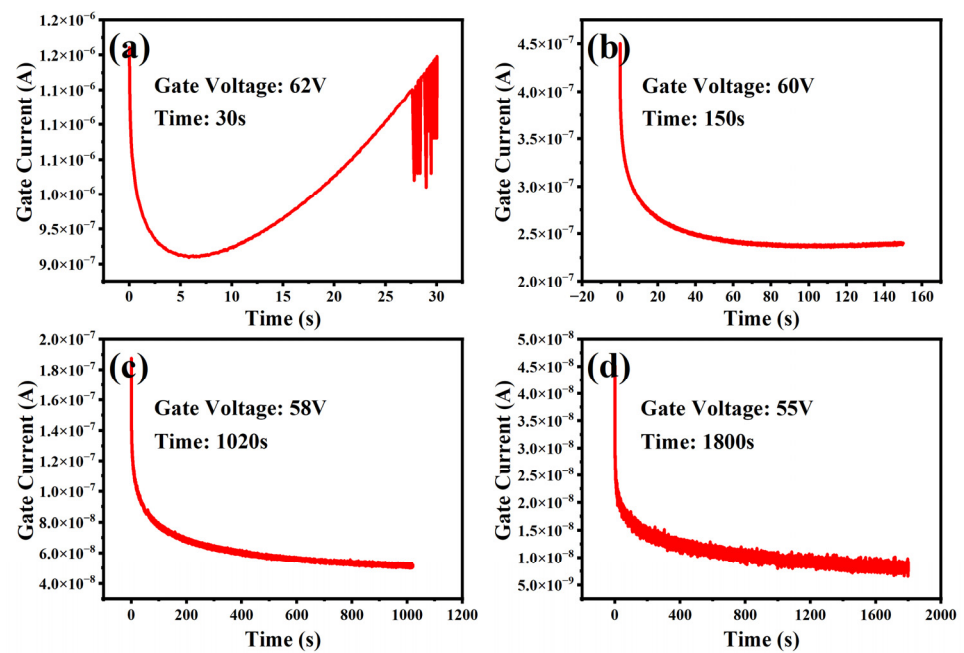 (a)
Gate Current (A)
1.2×10⁻⁶
1.2×10⁻⁶
1.1×10⁻⁶
1.1×10⁻⁶
1.1×10⁻⁶
1.0×10⁻⁶
9.5×10⁻⁷
9.0×10⁻⁷
Gate Voltage: 62V
Time: 30s
0 5 10 15 20 25 30
Time (s)
(b)
Gate Current (A)
4.5×10⁻⁷
4.0×10⁻⁷
3.5×10⁻⁷
3.0×10⁻⁷
2.5×10⁻⁷
2.0×10⁻⁷
Gate Voltage: 60V
Time: 150s
−20 0 20 40 60 80 100 120 140 160
Time (s)
(c)
Gate Current (A)
2.0×10⁻⁷
1.8×10⁻⁷
1.6×10⁻⁷
1.4×10⁻⁷
1.2×10⁻⁷
1.0×10⁻⁷
8.0×10⁻⁸
6.0×10⁻⁸
4.0×10⁻⁸
Gate Voltage: 58V
Time: 1020s
0 200 400 600 800 1000 1200
Time (s)
(d)
Gate Current (A)
5.0×10⁻⁸
4.5×10⁻⁸
4.0×10⁻⁸
3.5×10⁻⁸
3.0×10⁻⁸
2.5×10⁻⁸
2.0×10⁻⁸
1.5×10⁻⁸
1.0×10⁻⁸
5.0×10⁻⁹
Gate Voltage: 55V
Time: 1800s
0 400 800 1200 1600 2000
Time (s)